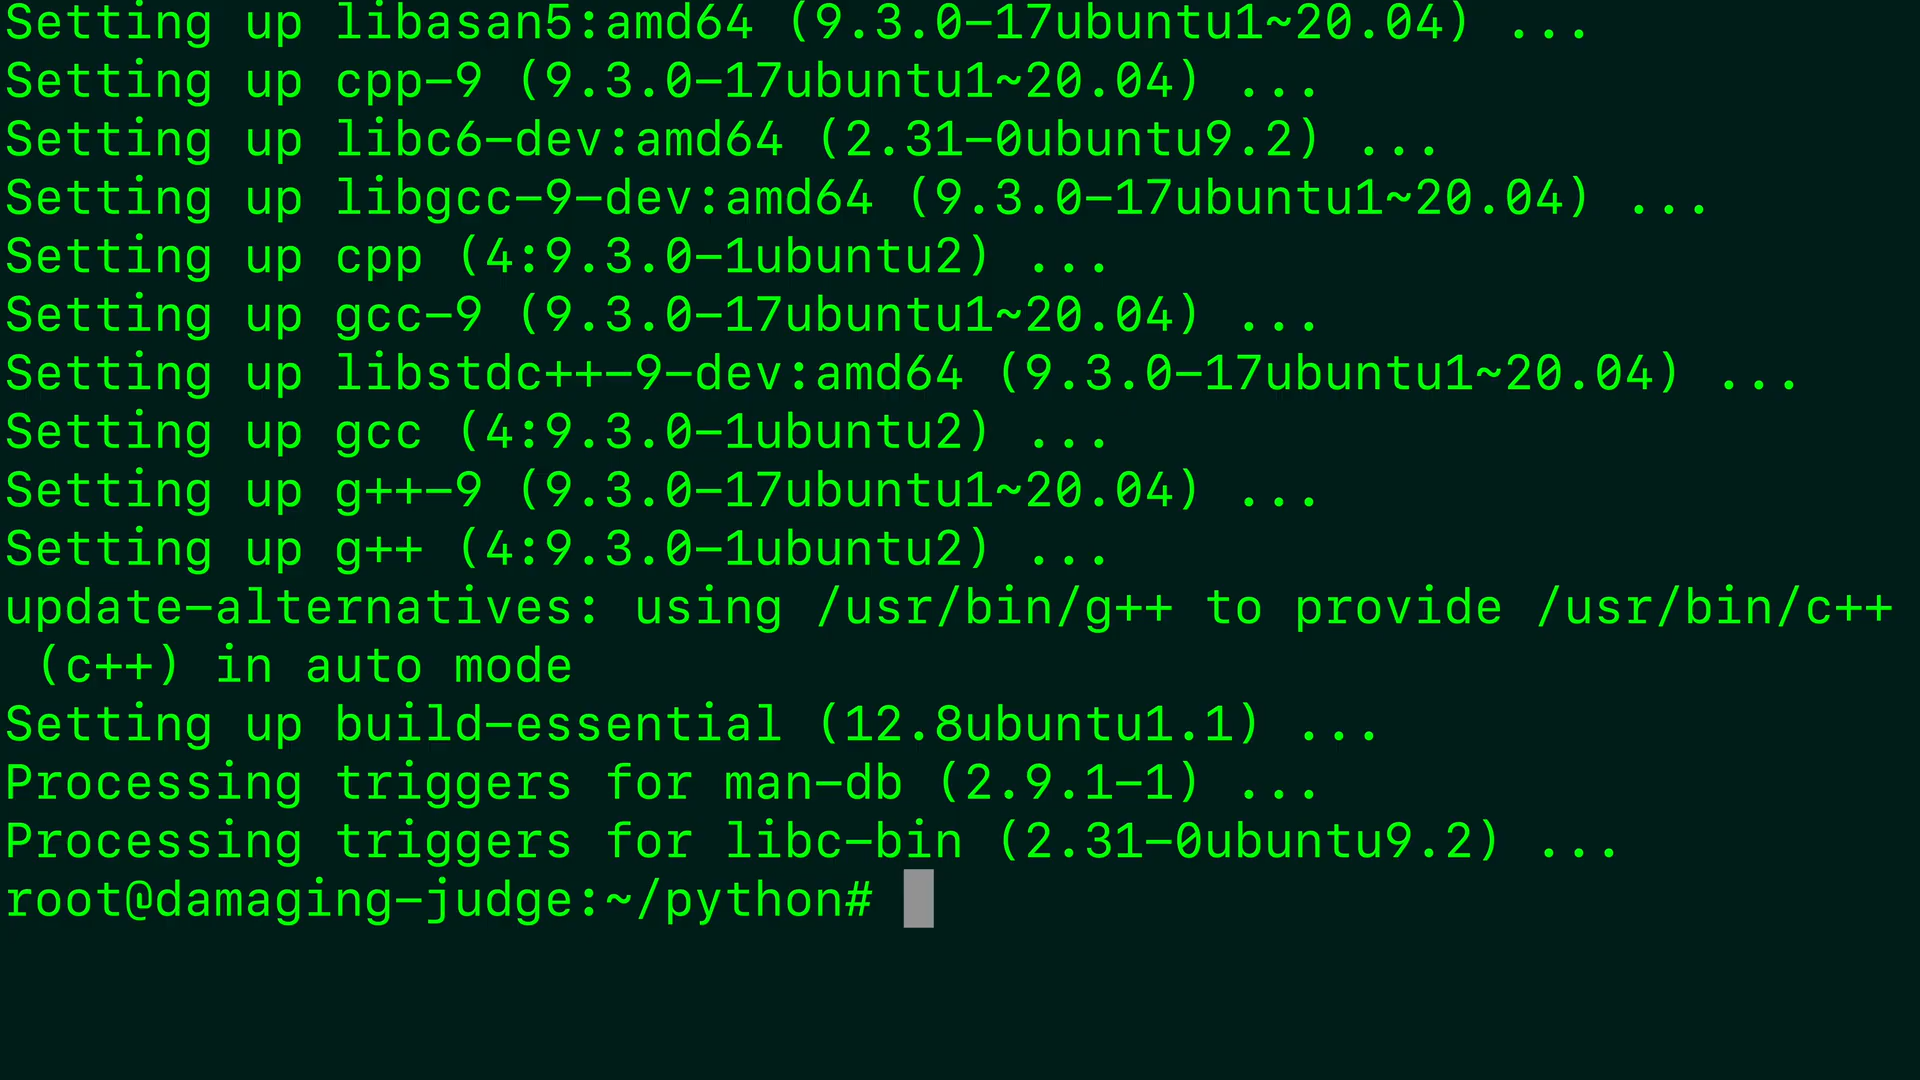 Setting up libasan5:amd64 (9.3.0-17ubuntu1~20.04) ...
Setting up cpp-9 (9.3.0-17ubuntu1~20.04) ...
Setting up libc6-dev:amd64 (2.31-0ubuntu9.2) ...
Setting up libgcc-9-dev:amd64 (9.3.0-17ubuntu1~20.04) ...
Setting up cpp (4:9.3.0-1ubuntu2) ...
Setting up gcc-9 (9.3.0-17ubuntu1~20.04) ...
Setting up libstdc++-9-dev:amd64 (9.3.0-17ubuntu1~20.04) ...
Setting up gcc (4:9.3.0-1ubuntu2) ...
Setting up g++-9 (9.3.0-17ubuntu1~20.04) ...
Setting up g++ (4:9.3.0-1ubuntu2) ...
update-alternatives: using /usr/bin/g++ to provide /usr/bin/c++
 (c++) in auto mode
Setting up build-essential (12.8ubuntu1.1) ...
Processing triggers for man-db (2.9.1-1) ...
Processing triggers for libc-bin (2.31-0ubuntu9.2) ...
root@damaging-judge:~/python#